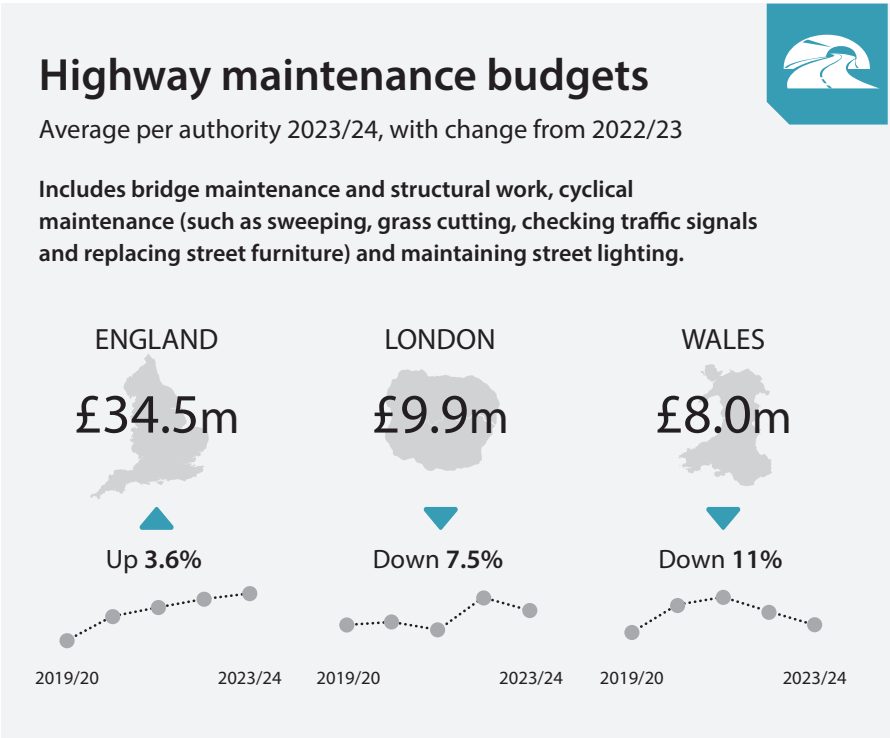 Highway maintenance budgets
Average per authority 2023/24, with change from 2022/23
Includes bridge maintenance and structural work, cyclical
maintenance (such as sweeping, grass cutting, checking traffic signals
and replacing street furniture) and maintaining street lighting.
ENGLAND
£34.5m
Up 3.6%
2019/20 2023/24
LONDON
£9.9m
Down 7.5%
2019/20 2023/24
WALES
£8.0m
Down 11%
2019/20 2023/24